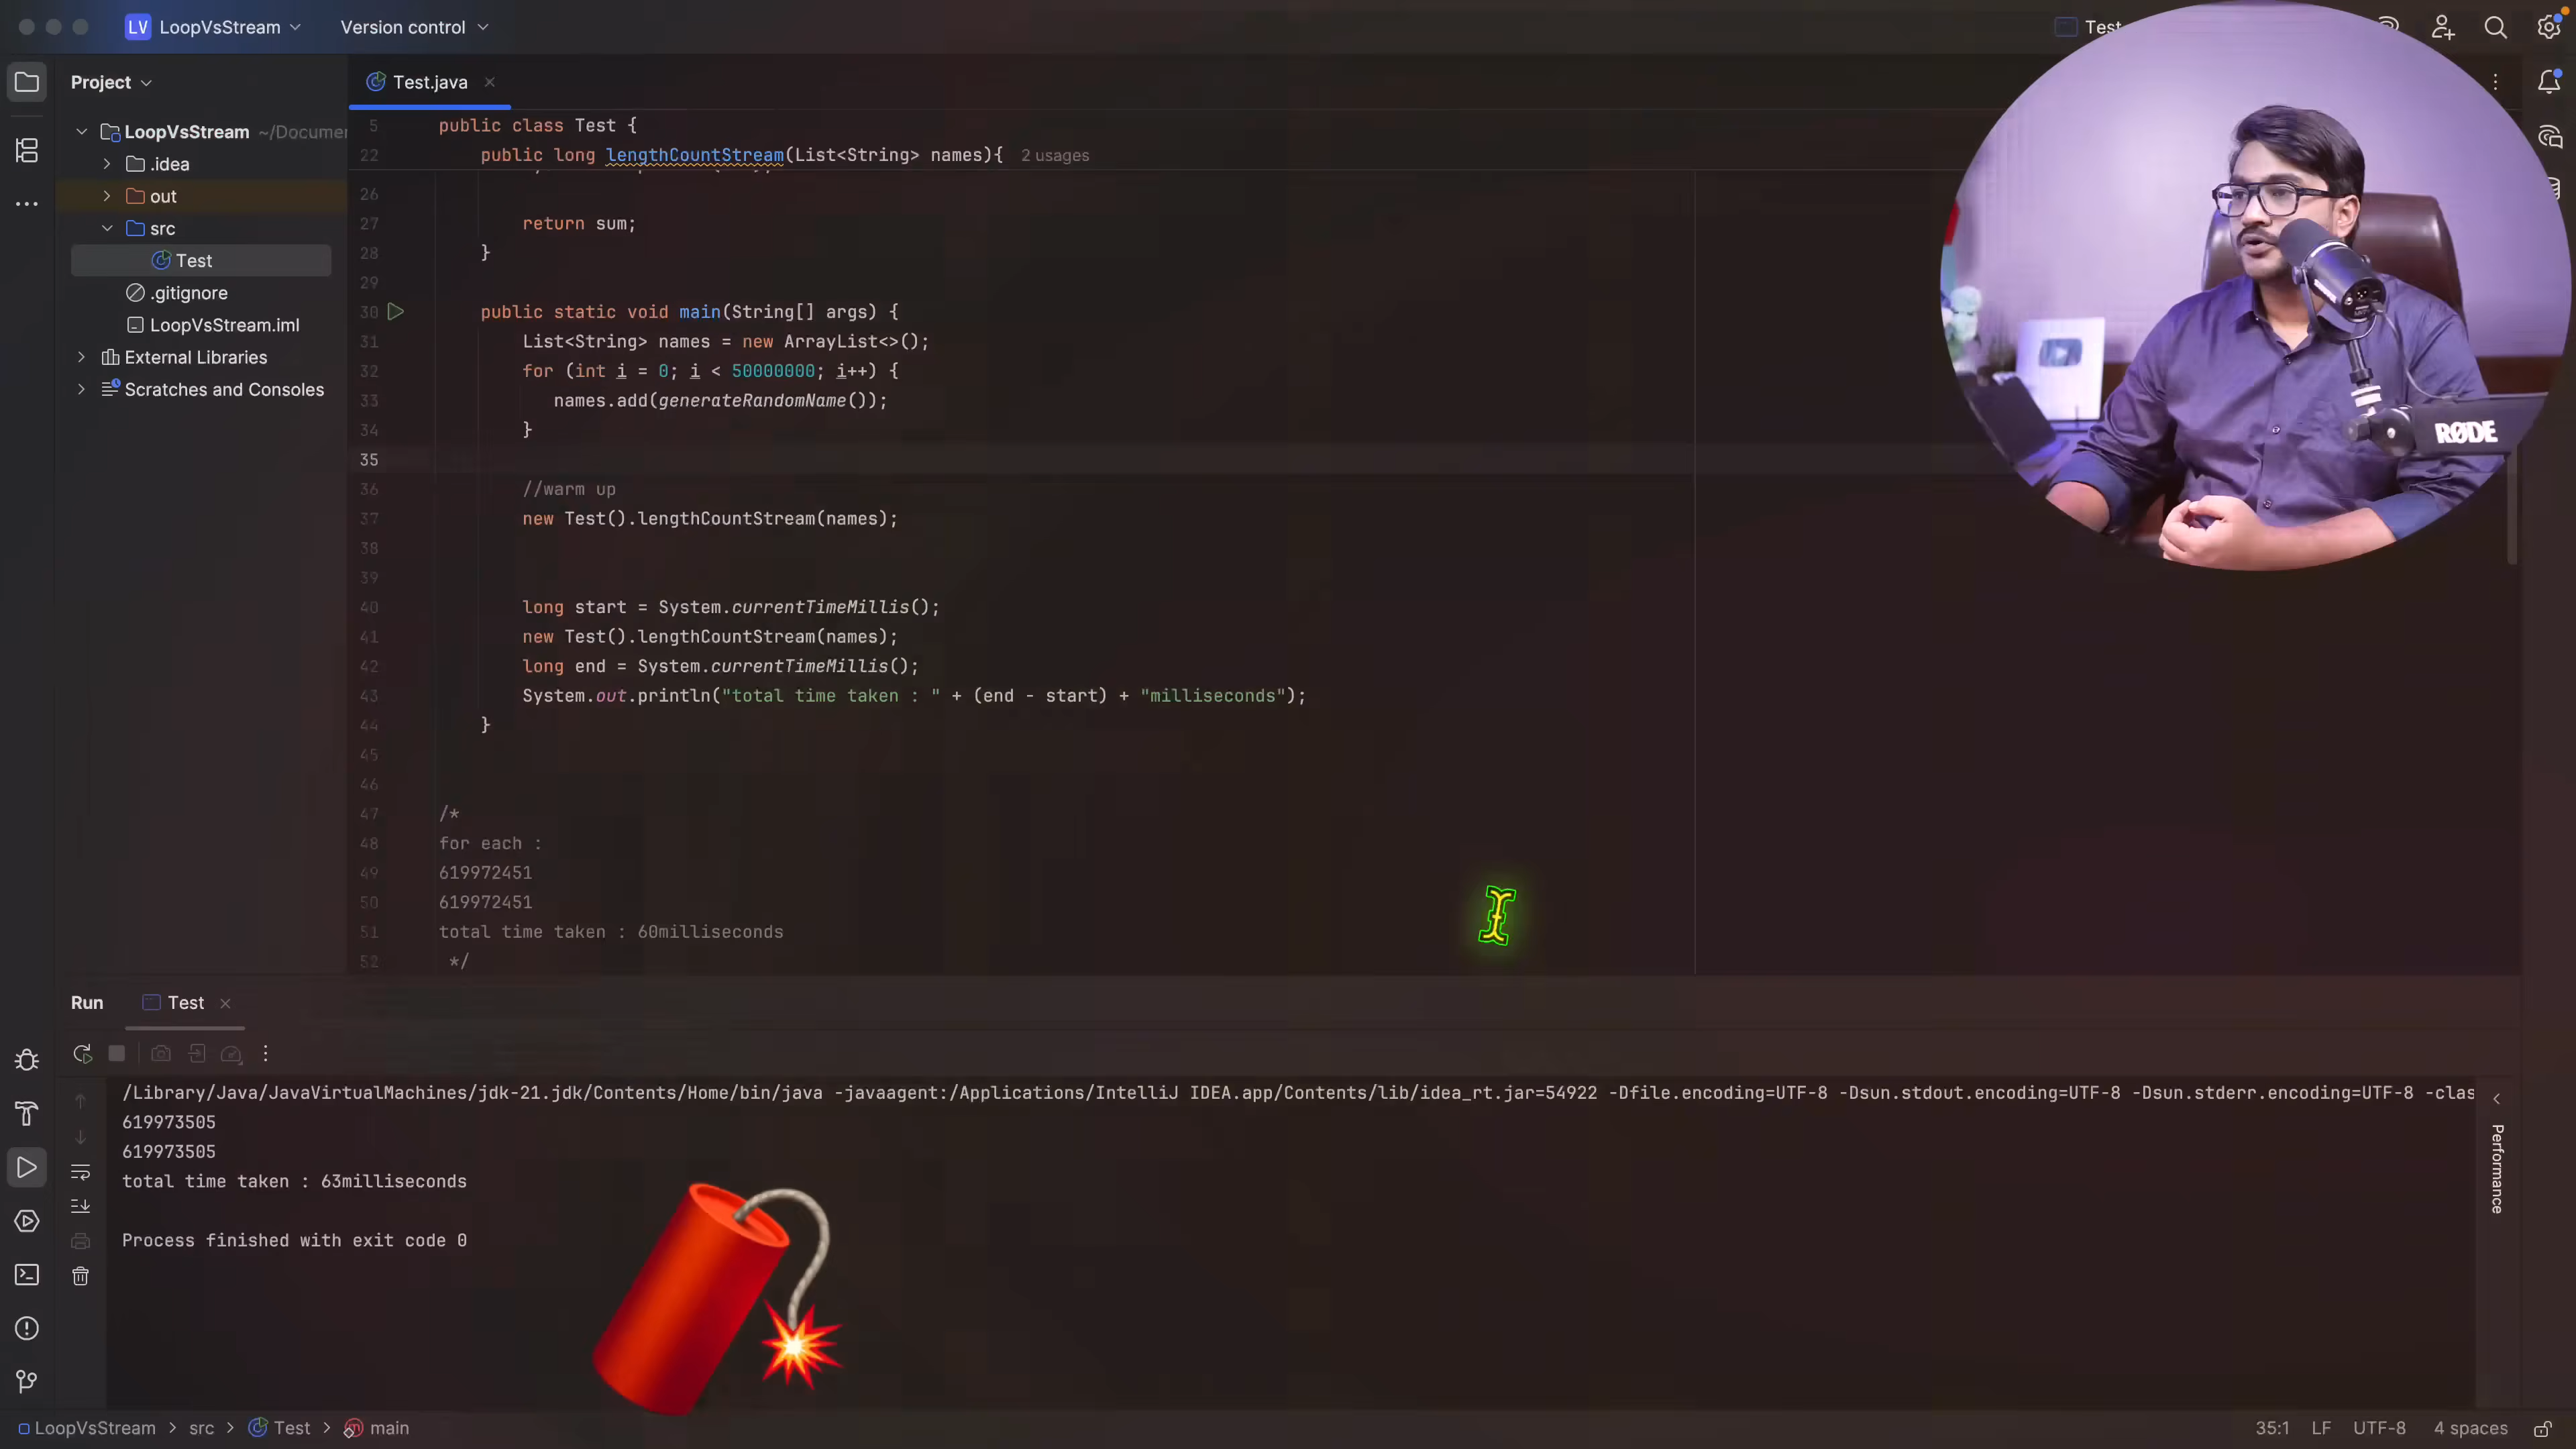 LV LoopVsStream Version control Test
Project
Test.java
LoopVsStream ~/Documen
.idea
out
src
Test
.gitignore
LoopVsStream.iml
External Libraries
Scratches and Consoles
5 public class Test {
22 public long lengthCountStream(List<String> names){ 2 usages
26
27 return sum;
28 }
29
30 public static void main(String[] args) {
31 List<String> names = new ArrayList<>();
32 for (int i = 0; i < 50000000; i++) {
33 names.add(generateRandomName());
34 }
35
36 //warm up
37 new Test().lengthCountStream(names);
38
39
40 long start = System.currentTimeMillis();
41 new Test().lengthCountStream(names);
42 long end = System.currentTimeMillis();
43 System.out.println("total time taken : " + (end - start) + "milliseconds");
44 }
45
46
47 /*
48 for each :
49 619972451
50 619972451
51 total time taken : 60milliseconds
52 */
RØDE
Run Test
/Library/Java/JavaVirtualMachines/jdk-21.jdk/Contents/Home/bin/java -javaagent:/Applications/IntelliJ IDEA.app/Contents/lib/idea_rt.jar=54922 -Dfile.encoding=UTF-8 -Dsun.stdout.encoding=UTF-8 -Dsun.stderr.encoding=UTF-8 -clas
619973505
619973505
total time taken : 63milliseconds
Process finished with exit code 0
Performance
LoopVsStream > src > Test > main
35:1 LF UTF-8 4 spaces